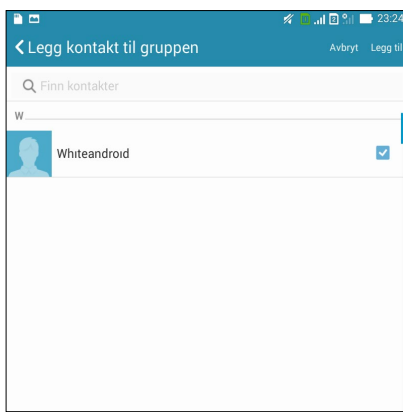 23:24
Legg kontakt til gruppen
Avbryt Legg til
Finn kontakter
W
Whiteandroid